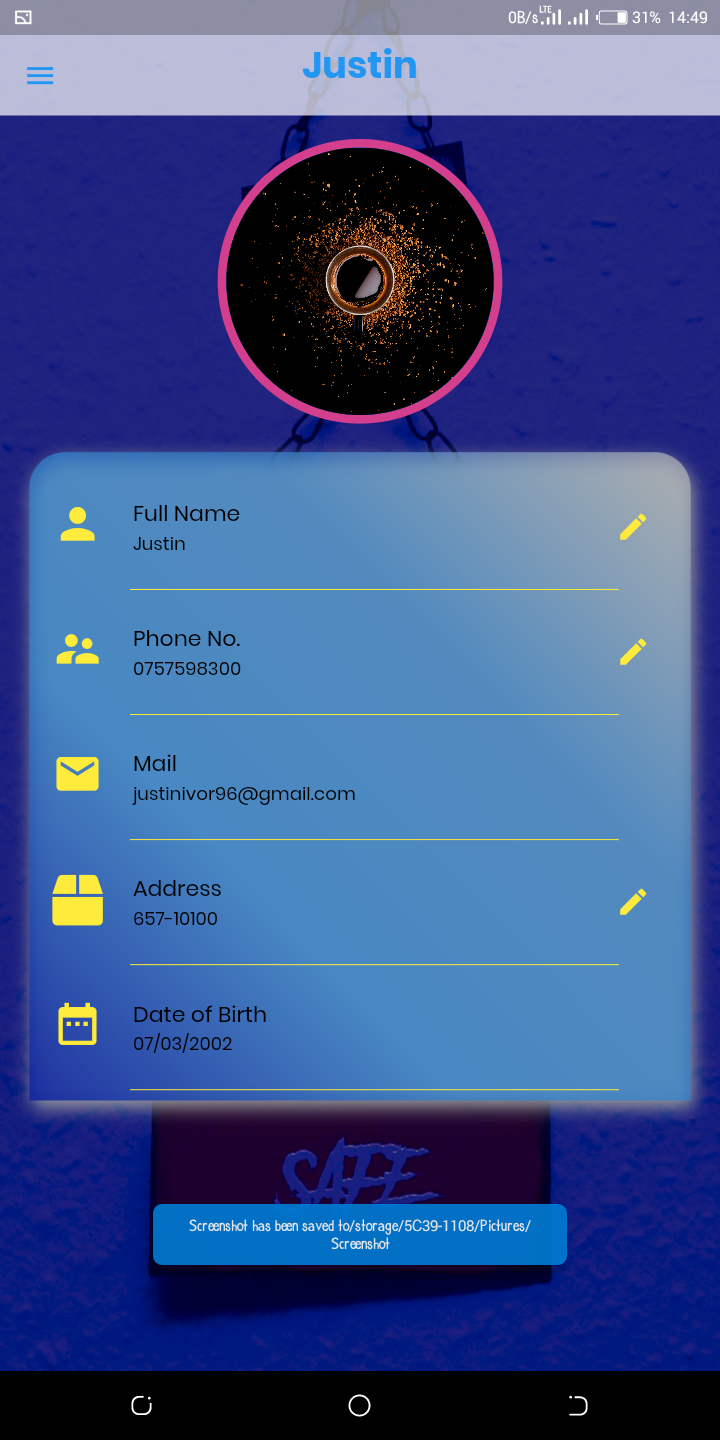 0B/s LTE 31% 14:49
Justin
Full Name
Justin
Phone No.
0757598300
Mail
justinivor96@gmail.com
Address
657-10100
Date of Birth
07/03/2002
SAFE
Screenshot has been saved to/storage/5C39-1108/Pictures/
Screenshot